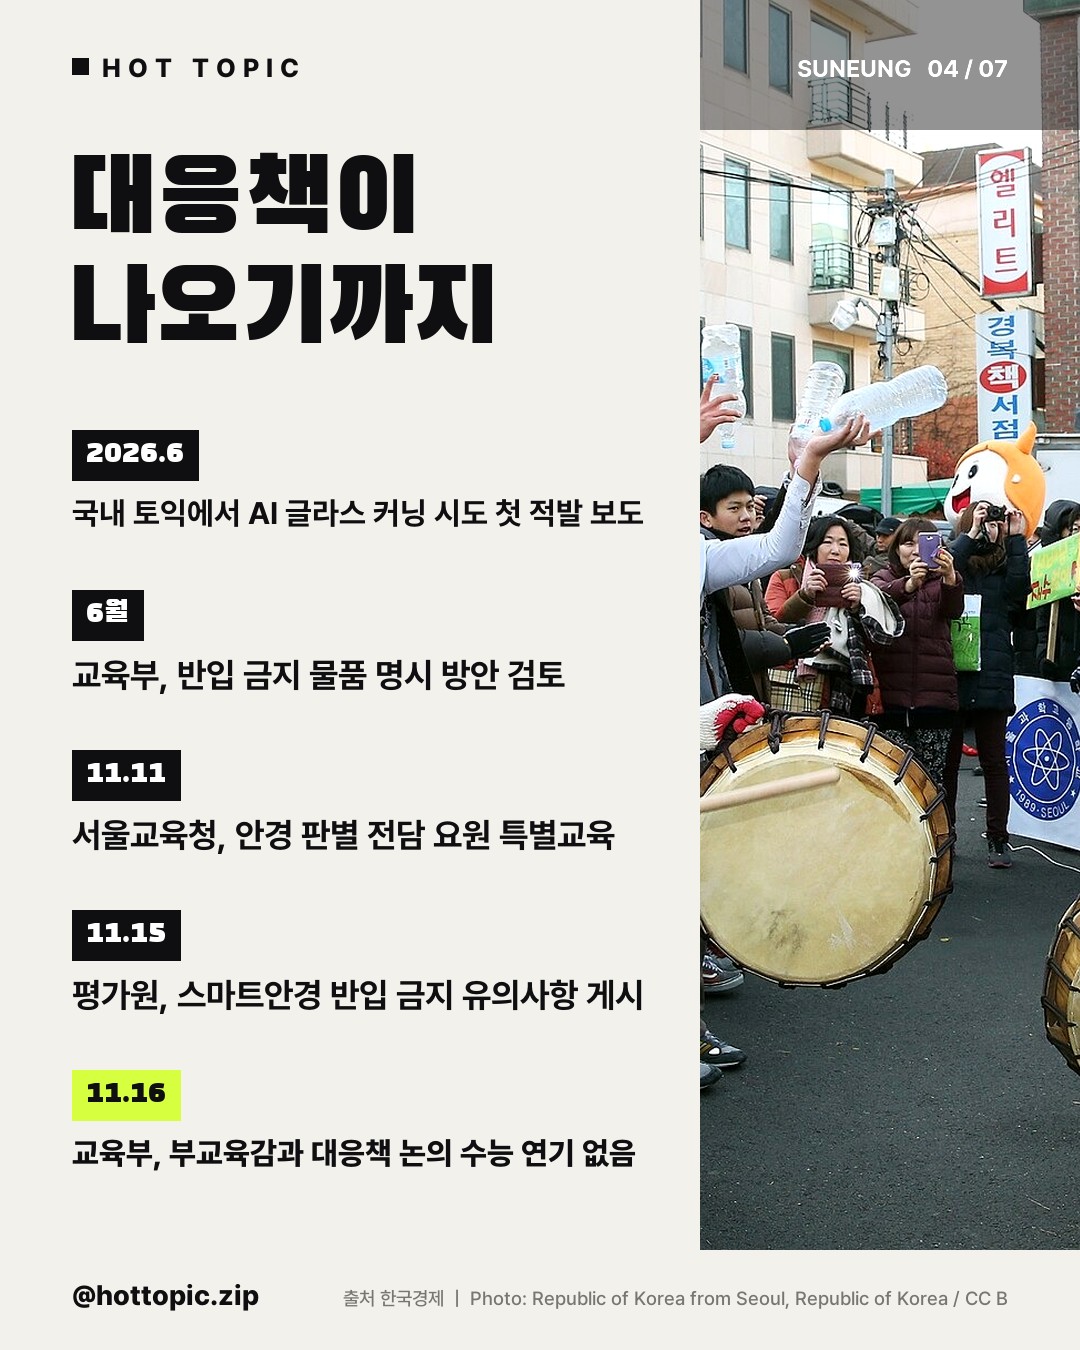 HOT TOPIC
SUNEUNG 04 / 07
대응책이
나오기까지
2026.6
국내 토익에서 AI 글라스 커닝 시도 첫 적발 보도
6월
교육부, 반입 금지 물품 명시 방안 검토
11.11
서울교육청, 안경 판별 전담 요원 특별교육
11.15
평가원, 스마트안경 반입 금지 유의사항 게시
11.16
교육부, 부교육감과 대응책 논의 수능 연기 없음
엘리트
경복책서점
1989·SEOUL
@hottopic.zip
출처 한국경제 | Photo: Republic of Korea from Seoul, Republic of Korea / CC B